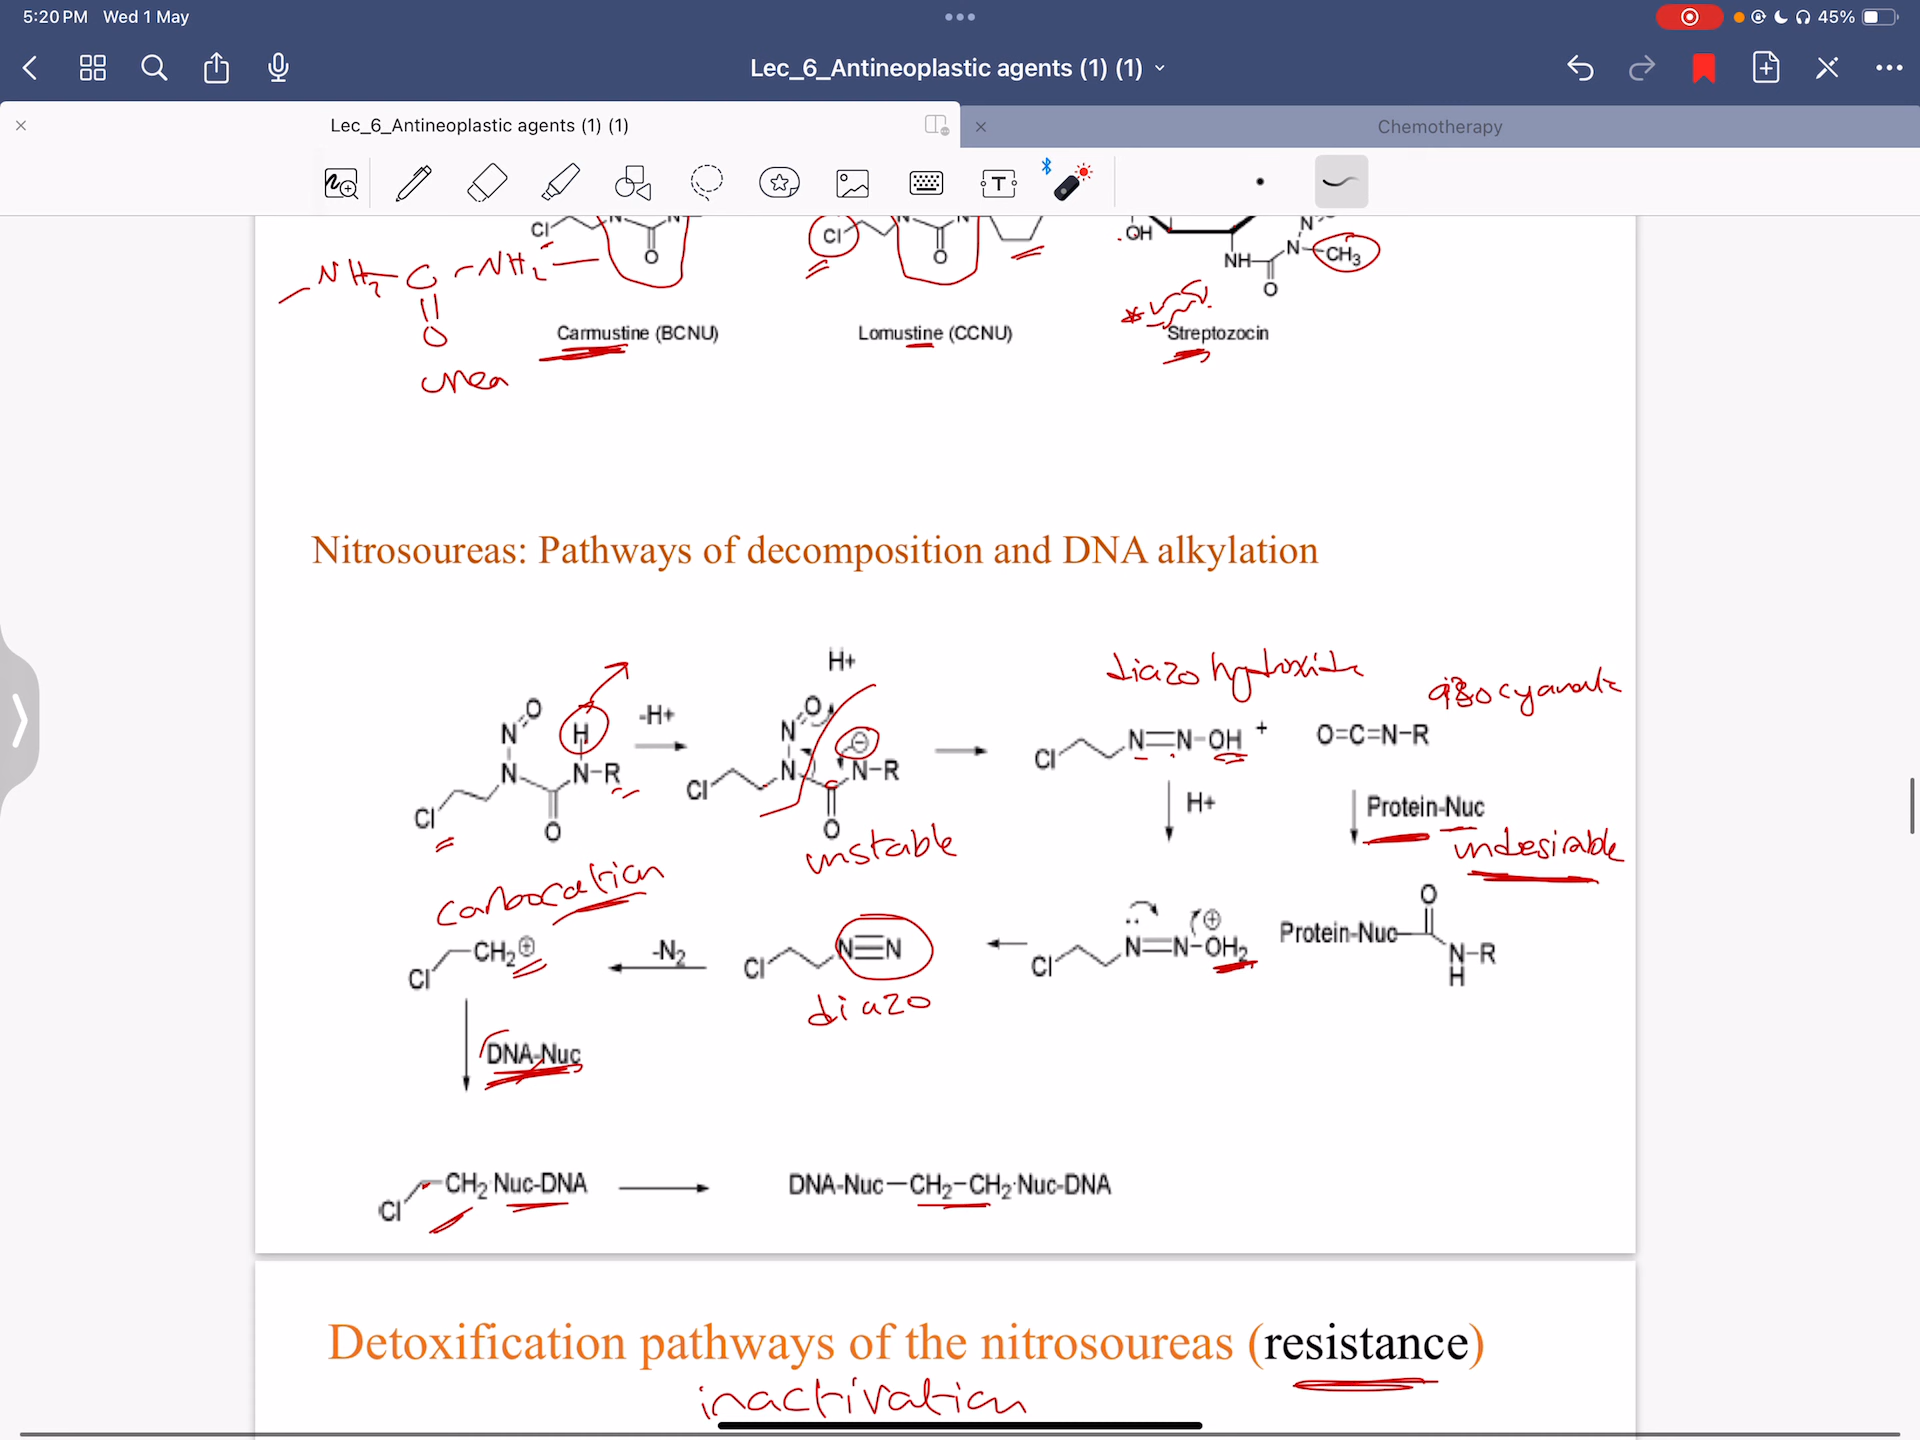 5:20 PM Wed 1 May
45%
Lec_6_Antineoplastic agents (1) (1)
Lec_6_Antineoplastic agents (1) (1)
Chemotherapy
T
Cl N N
O
Cl N N
O
OH N
N CH3
NH
O
NH2 C NH2
O
urea
Carmustine (BCNU)
Lomustine (CCNU)
Streptozocin
Nitrosoureas: Pathways of decomposition and DNA alkylation
N O H
N N-R
Cl O
-H+
H+
N O
N N-R
Cl O
unstable
diazo hydroxide
Cl N=N-OH +
isocyanate
O=C=N-R
H+
Protein-Nuc
undesirable
carbocation
Cl CH2
-N2
Cl N≡N
diazo
Cl N=N-OH2
O
Protein-Nuc N-R
H
DNA-Nuc
Cl CH2 Nuc-DNA
DNA-Nuc-CH2-CH2-Nuc-DNA
Detoxification pathways of the nitrosoureas (resistance)
inactivation